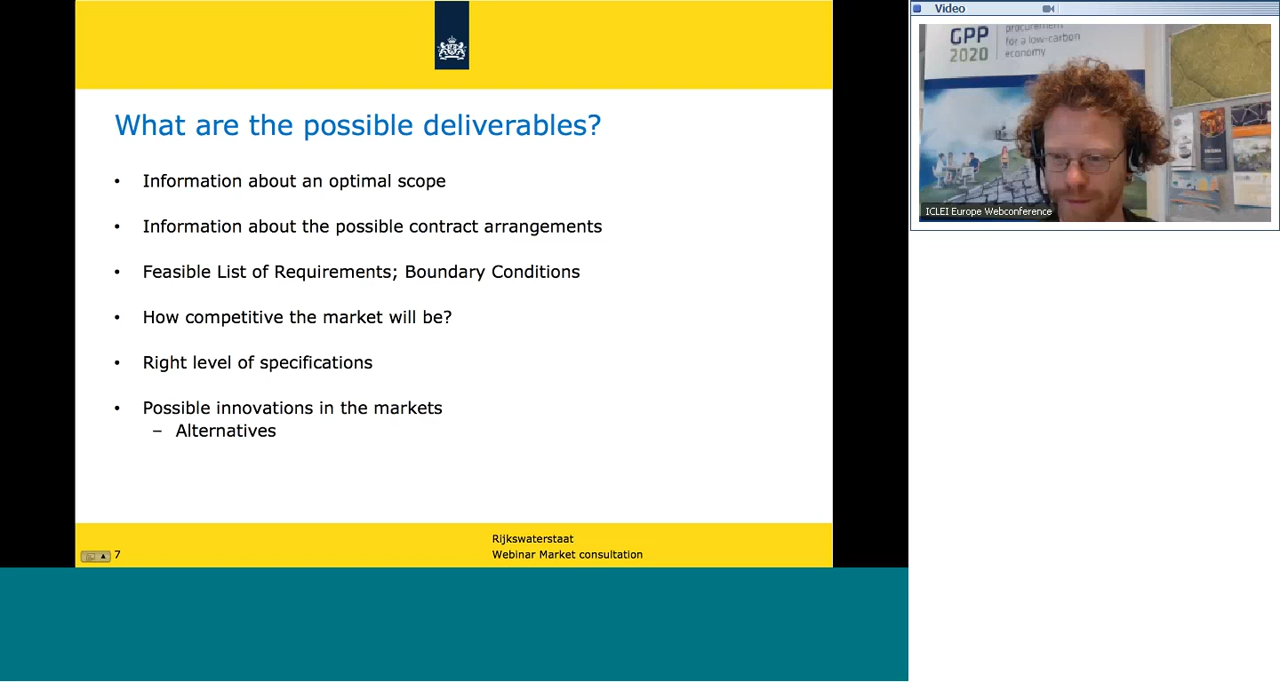 What are the possible deliverables?
• Information about an optimal scope
• Information about the possible contract arrangements
• Feasible List of Requirements; Boundary Conditions
• How competitive the market will be?
• Right level of specifications
• Possible innovations in the markets
– Alternatives
7
Rijkswaterstaat
Webinar Market consultation
Video
GPP
2020
procurement
for a low-carbon
economy
ICLEI Europe Webconference